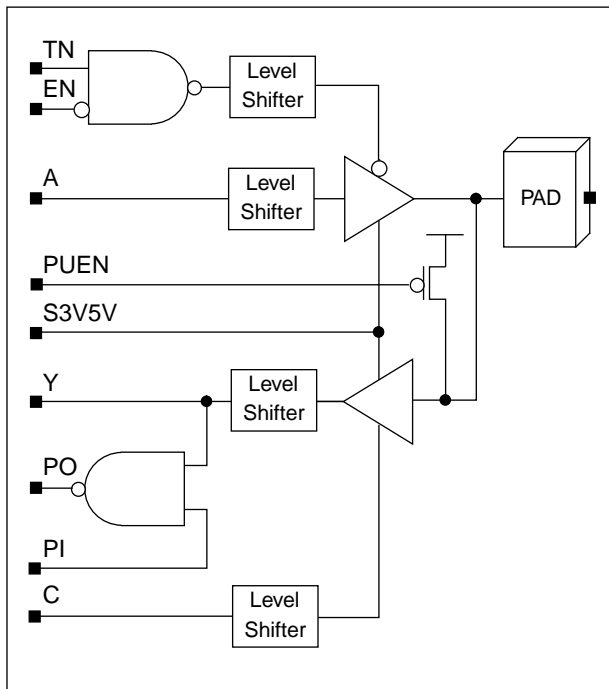 TN
EN
Level
Shifter
A
Level
Shifter
PAD
PUEN
S3V5V
Y
Level
Shifter
PO
PI
C
Level
Shifter